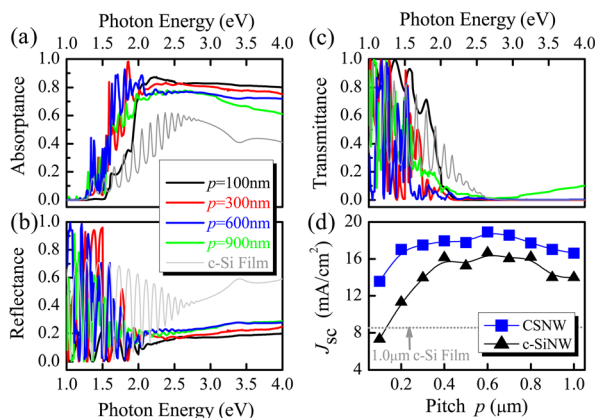 Photon Energy (eV) Photon Energy (eV)
(a) 1.0 1.5 2.0 2.5 3.0 3.5 4.0 (c) 1.0 1.5 2.0 2.5 3.0 3.5 4.0
1.0
0.8
0.6
0.4
0.2
0.0
Absorptance
1.0
0.8
0.6
0.4
0.2
0.0
Transmittance
p=100nm
p=300nm
p=600nm
p=900nm
c-Si Film
(b) 1.0
0.8
0.6
0.4
0.2
0.0
Reflectance
1.0 1.5 2.0 2.5 3.0 3.5 4.0
Photon Energy (eV)
(d) 20
16
12
8
4
Jsc (mA/cm2)
CSNW
c-SiNW
1.0μm c-Si Film
0.0 0.2 0.4 0.6 0.8 1.0
Pitch p (μm)